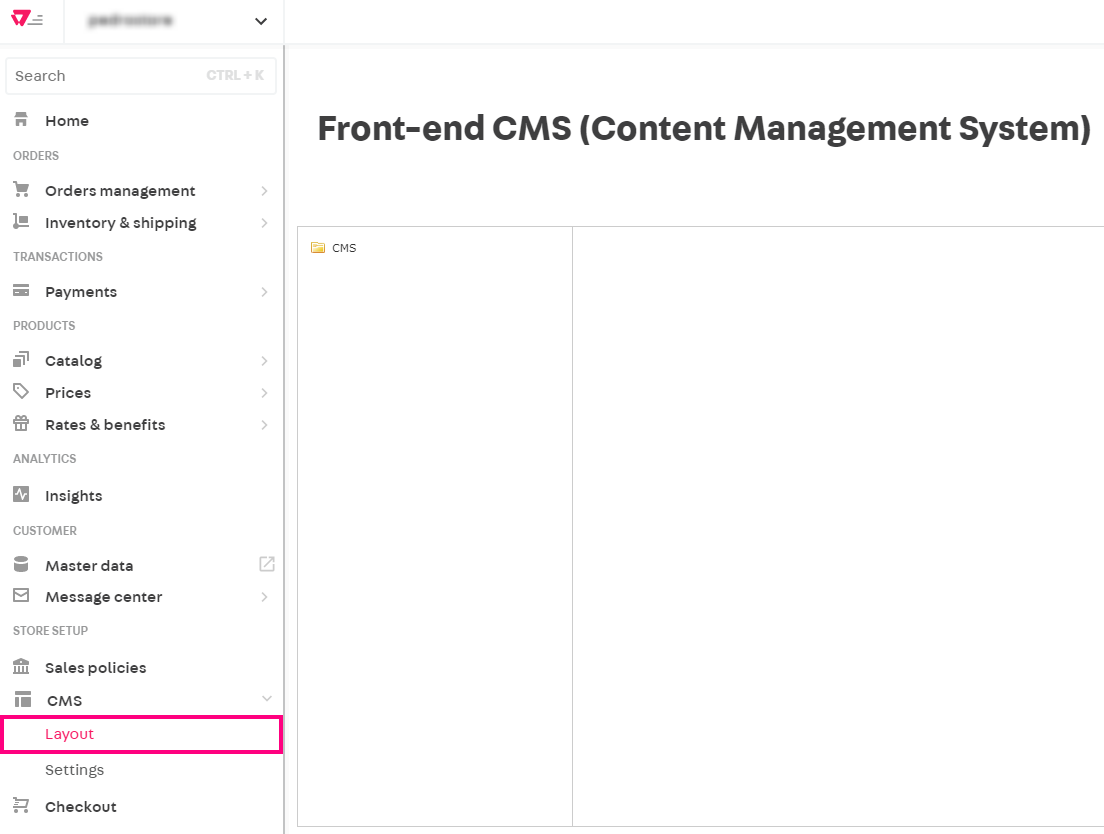 Search CTRL + K
Home
ORDERS
Orders management
Inventory & shipping
TRANSACTIONS
Payments
PRODUCTS
Catalog
Prices
Rates & benefits
ANALYTICS
Insights
CUSTOMER
Master data
Message center
STORE SETUP
Sales policies
CMS
Layout
Settings
Checkout
Front-end CMS (Content Management System)
CMS